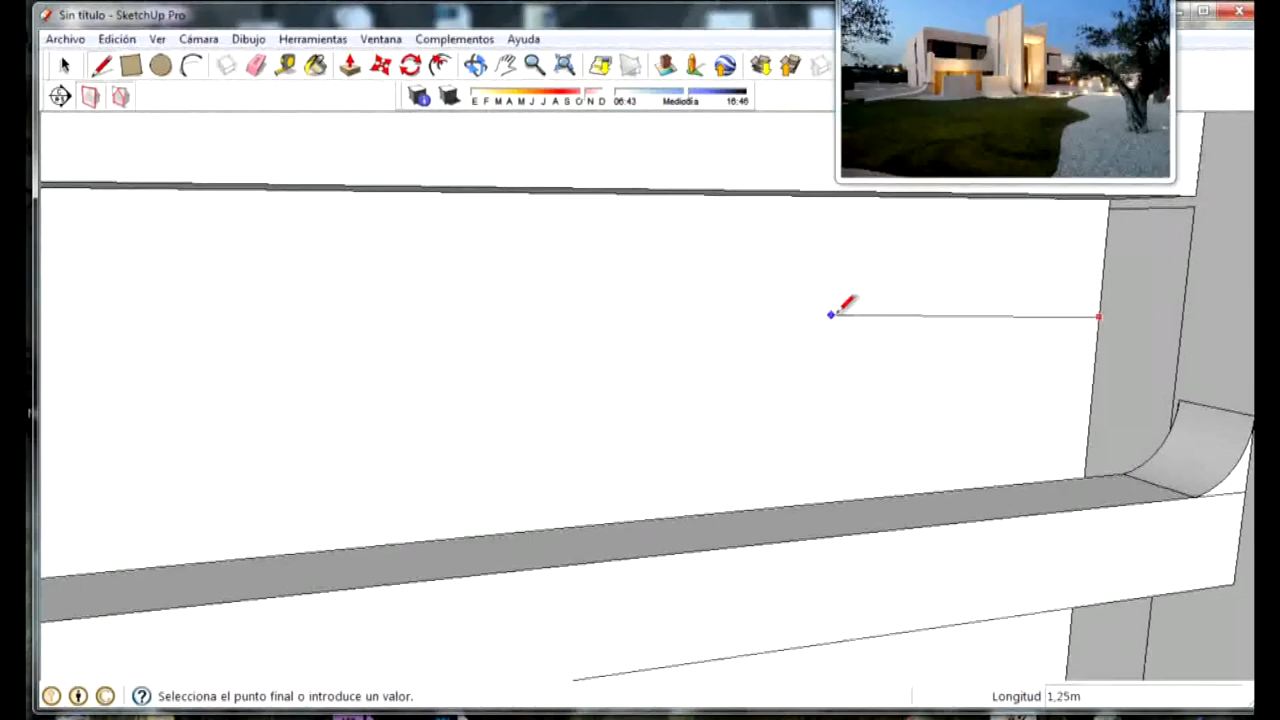 Sin título - SketchUp Pro
Archivo Edición Ver Cámara Dibujo Herramientas Ventana Complementos Ayuda
E F M A M J J A S O N D 06:43 Mediodía 16:46
Selecciona el punto final o introduce un valor. Longitud 1,25m